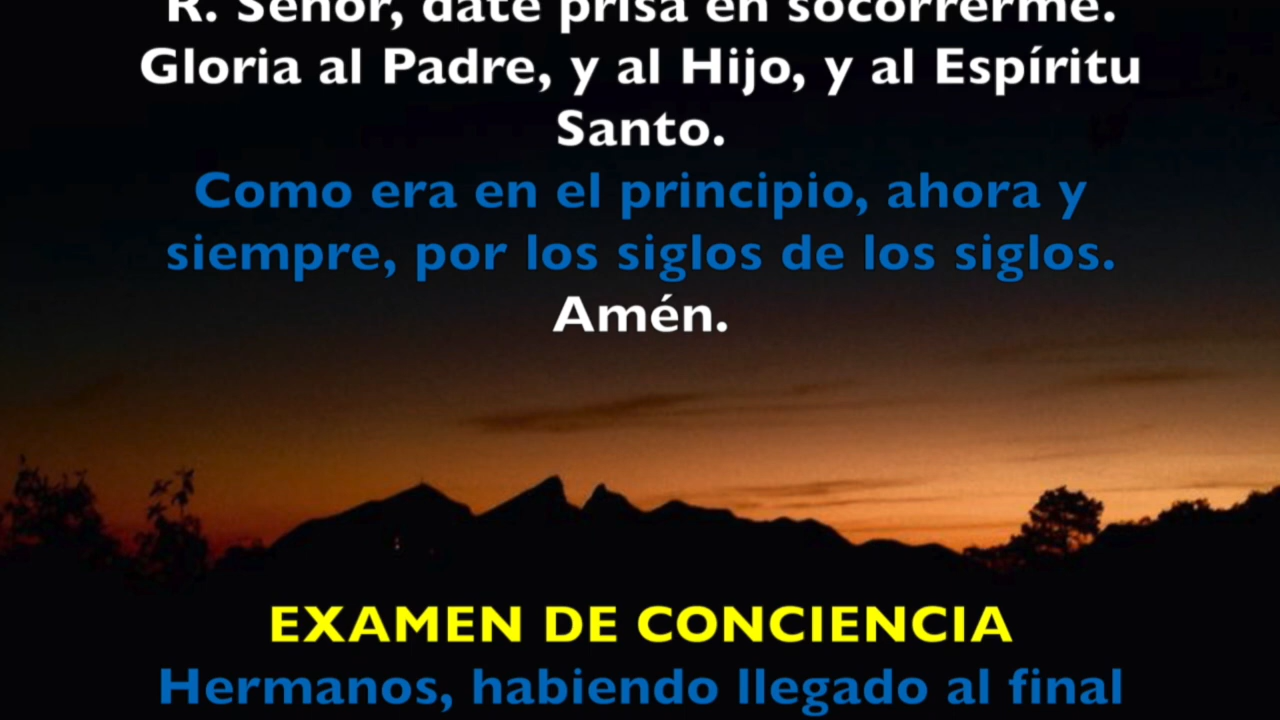 R. Señor, date prisa en socorrerme.
Gloria al Padre, y al Hijo, y al Espíritu
Santo.
Como era en el principio, ahora y
siempre, por los siglos de los siglos.
Amén.
EXAMEN DE CONCIENCIA
Hermanos, habiendo llegado al final